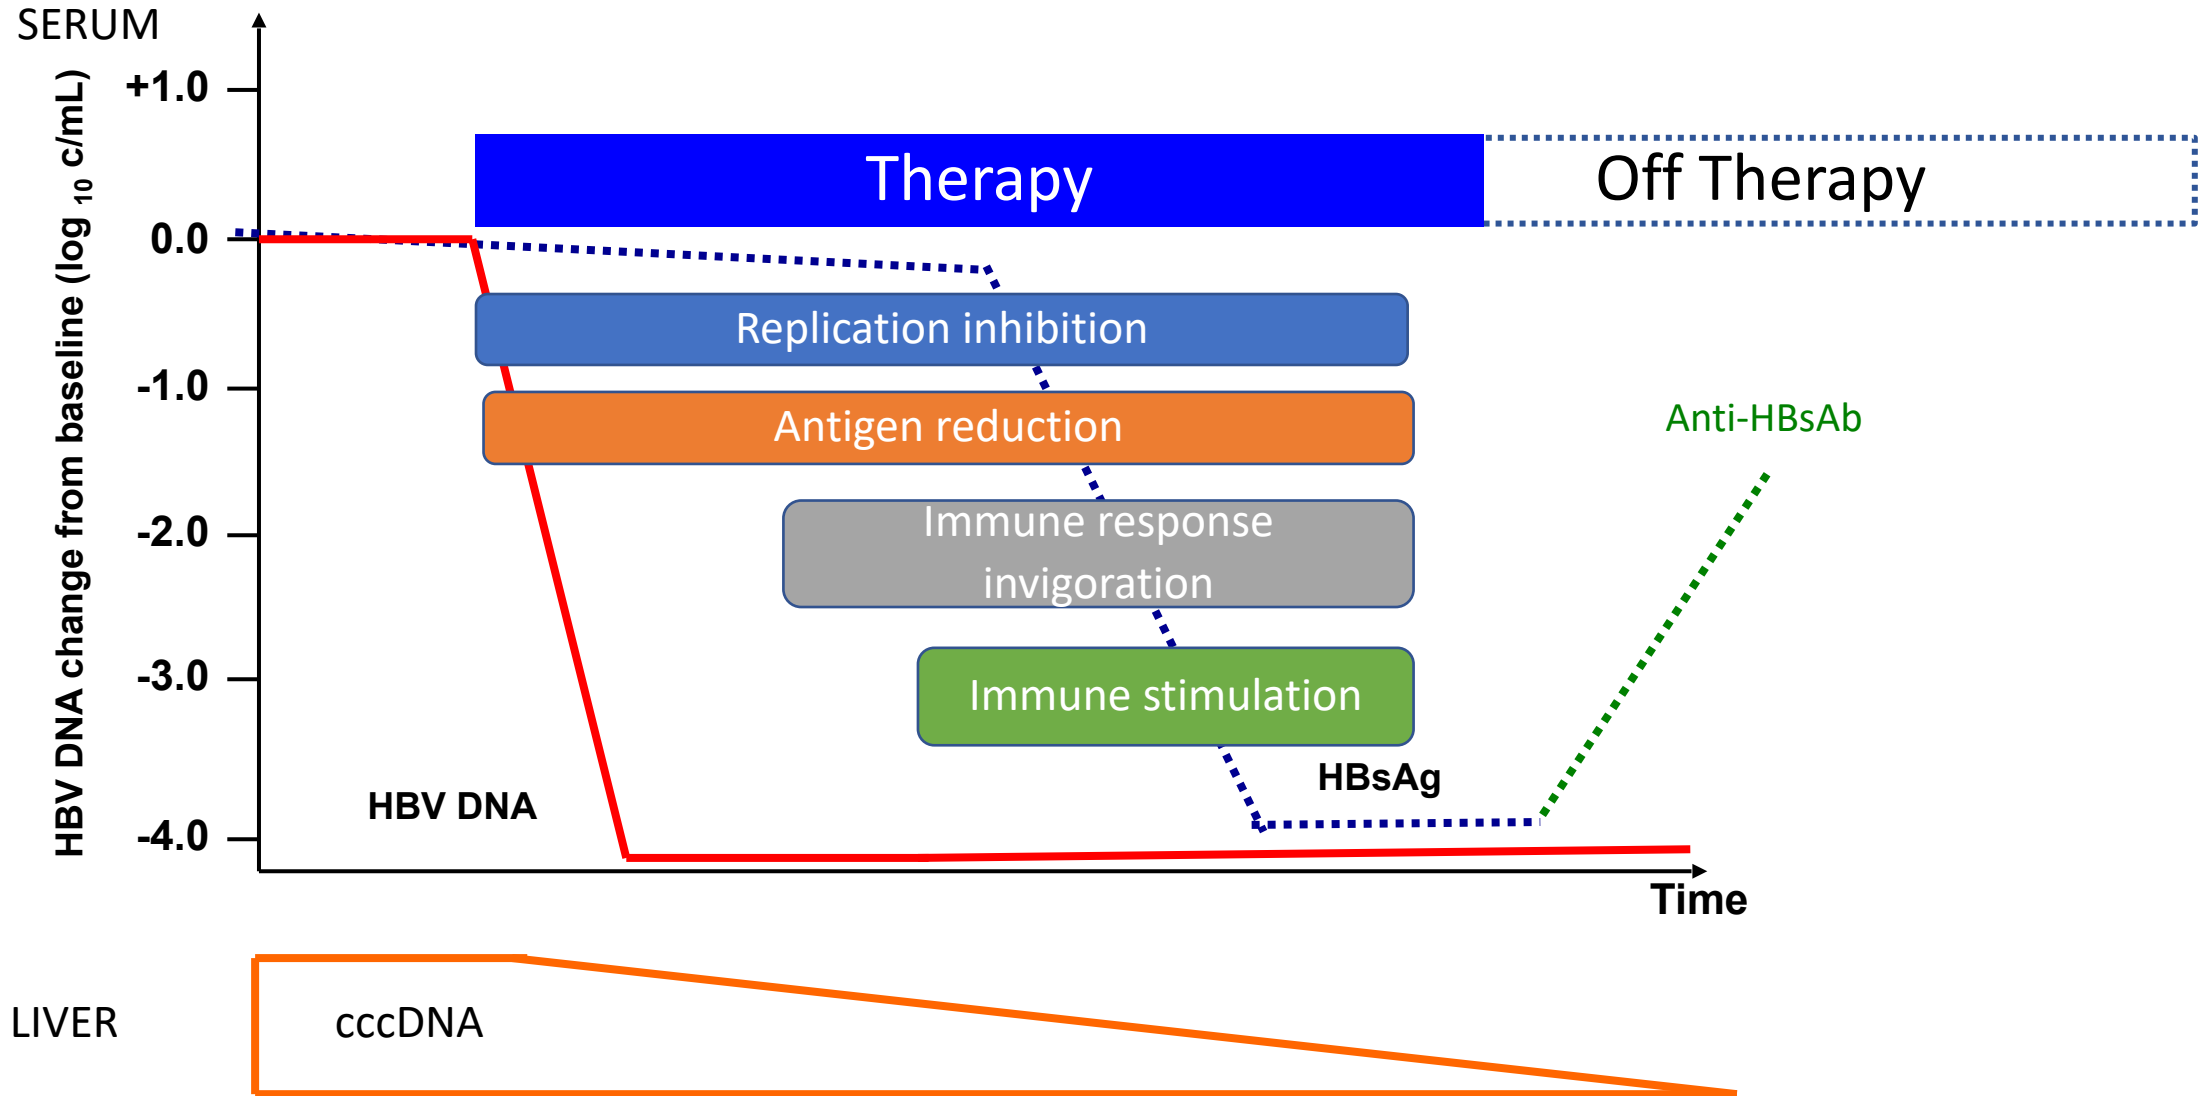 SERUM
HBV DNA change from baseline (log 10 c/mL)
+1.0
0.0
-1.0
-2.0
-3.0
-4.0
Therapy
Off Therapy
Replication inhibition
Antigen reduction
Immune response
invigoration
Immune stimulation
Anti-HBsAb
HBsAg
HBV DNA
Time
LIVER
cccDNA